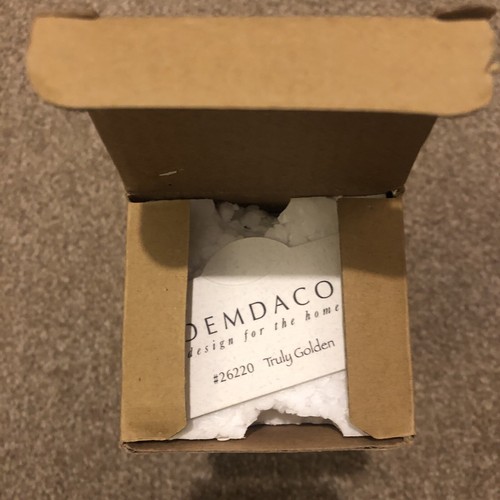 DEMDACO
design for the home
#26220 Truly Golden